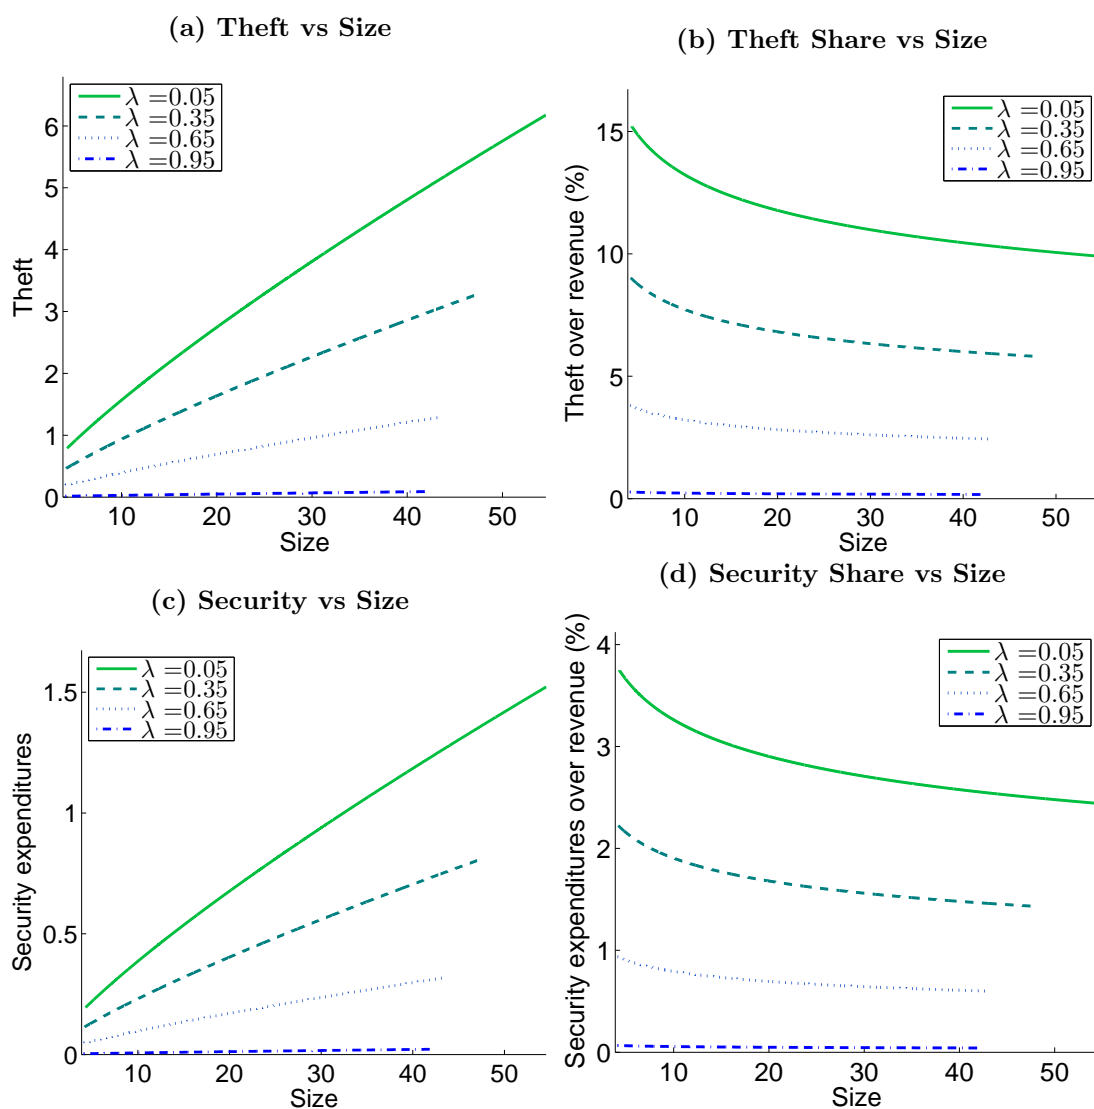 (a) Theft vs Size
λ =0.05
λ =0.35
λ =0.65
λ =0.95
Theft
6
5
4
3
2
1
0
10 20 30 40 50
Size
(b) Theft Share vs Size
λ =0.05
λ =0.35
λ =0.65
λ =0.95
Theft over revenue (%)
15
10
5
0
10 20 30 40 50
Size
(c) Security vs Size
λ =0.05
λ =0.35
λ =0.65
λ =0.95
Security expenditures
1.5
1
0.5
0
10 20 30 40 50
Size
(d) Security Share vs Size
λ =0.05
λ =0.35
λ =0.65
λ =0.95
Security expenditures over revenue (%)
4
3
2
1
0
10 20 30 40 50
Size